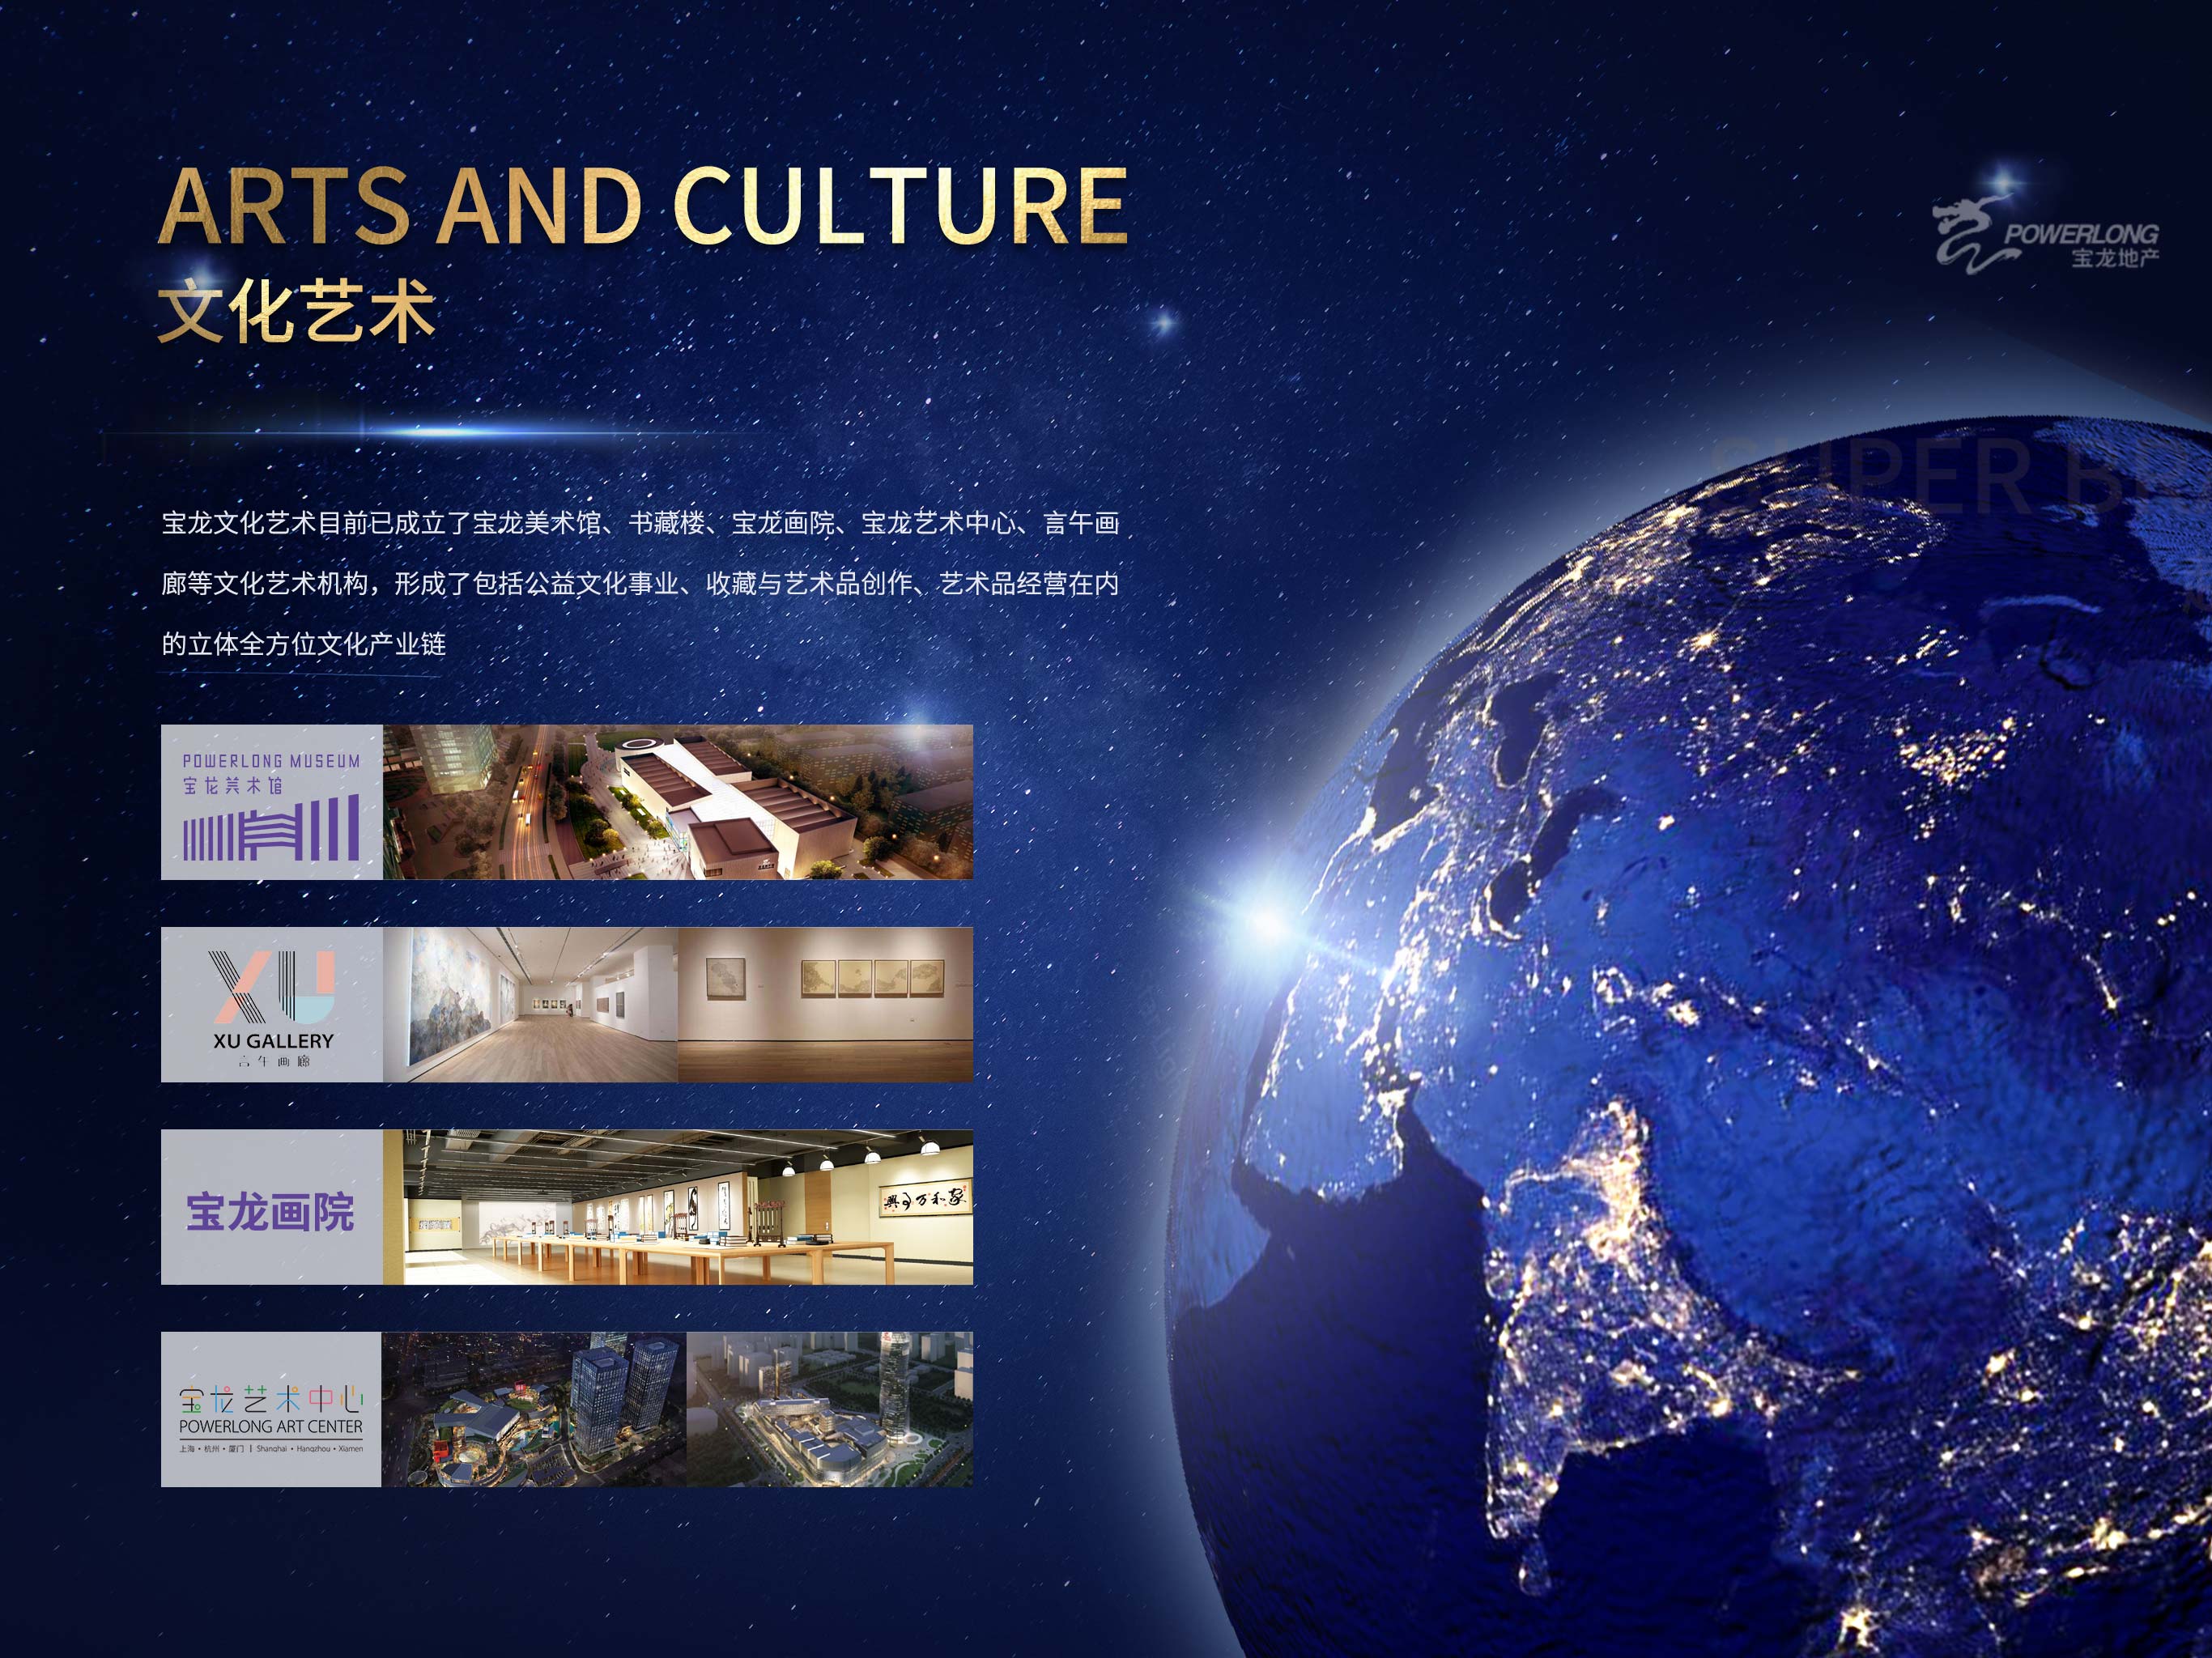 ARTS AND CULTURE
文化艺术
POWERLONG
宝龙地产
SUPER BR
宝龙文化艺术目前已成立了宝龙美术馆、书藏楼、宝龙画院、宝龙艺术中心、言午画
廊等文化艺术机构，形成了包括公益文化事业、收藏与艺术品创作、艺术品经营在内
的立体全方位文化产业链
POWERLONG MUSEUM
宝龙美术馆
XU
XU GALLERY
言午画廊
宝龙画院
宝龙艺术中心
POWERLONG ART CENTER
上海・杭州・厦门 | Shanghai・Hangzhou・Xiamen